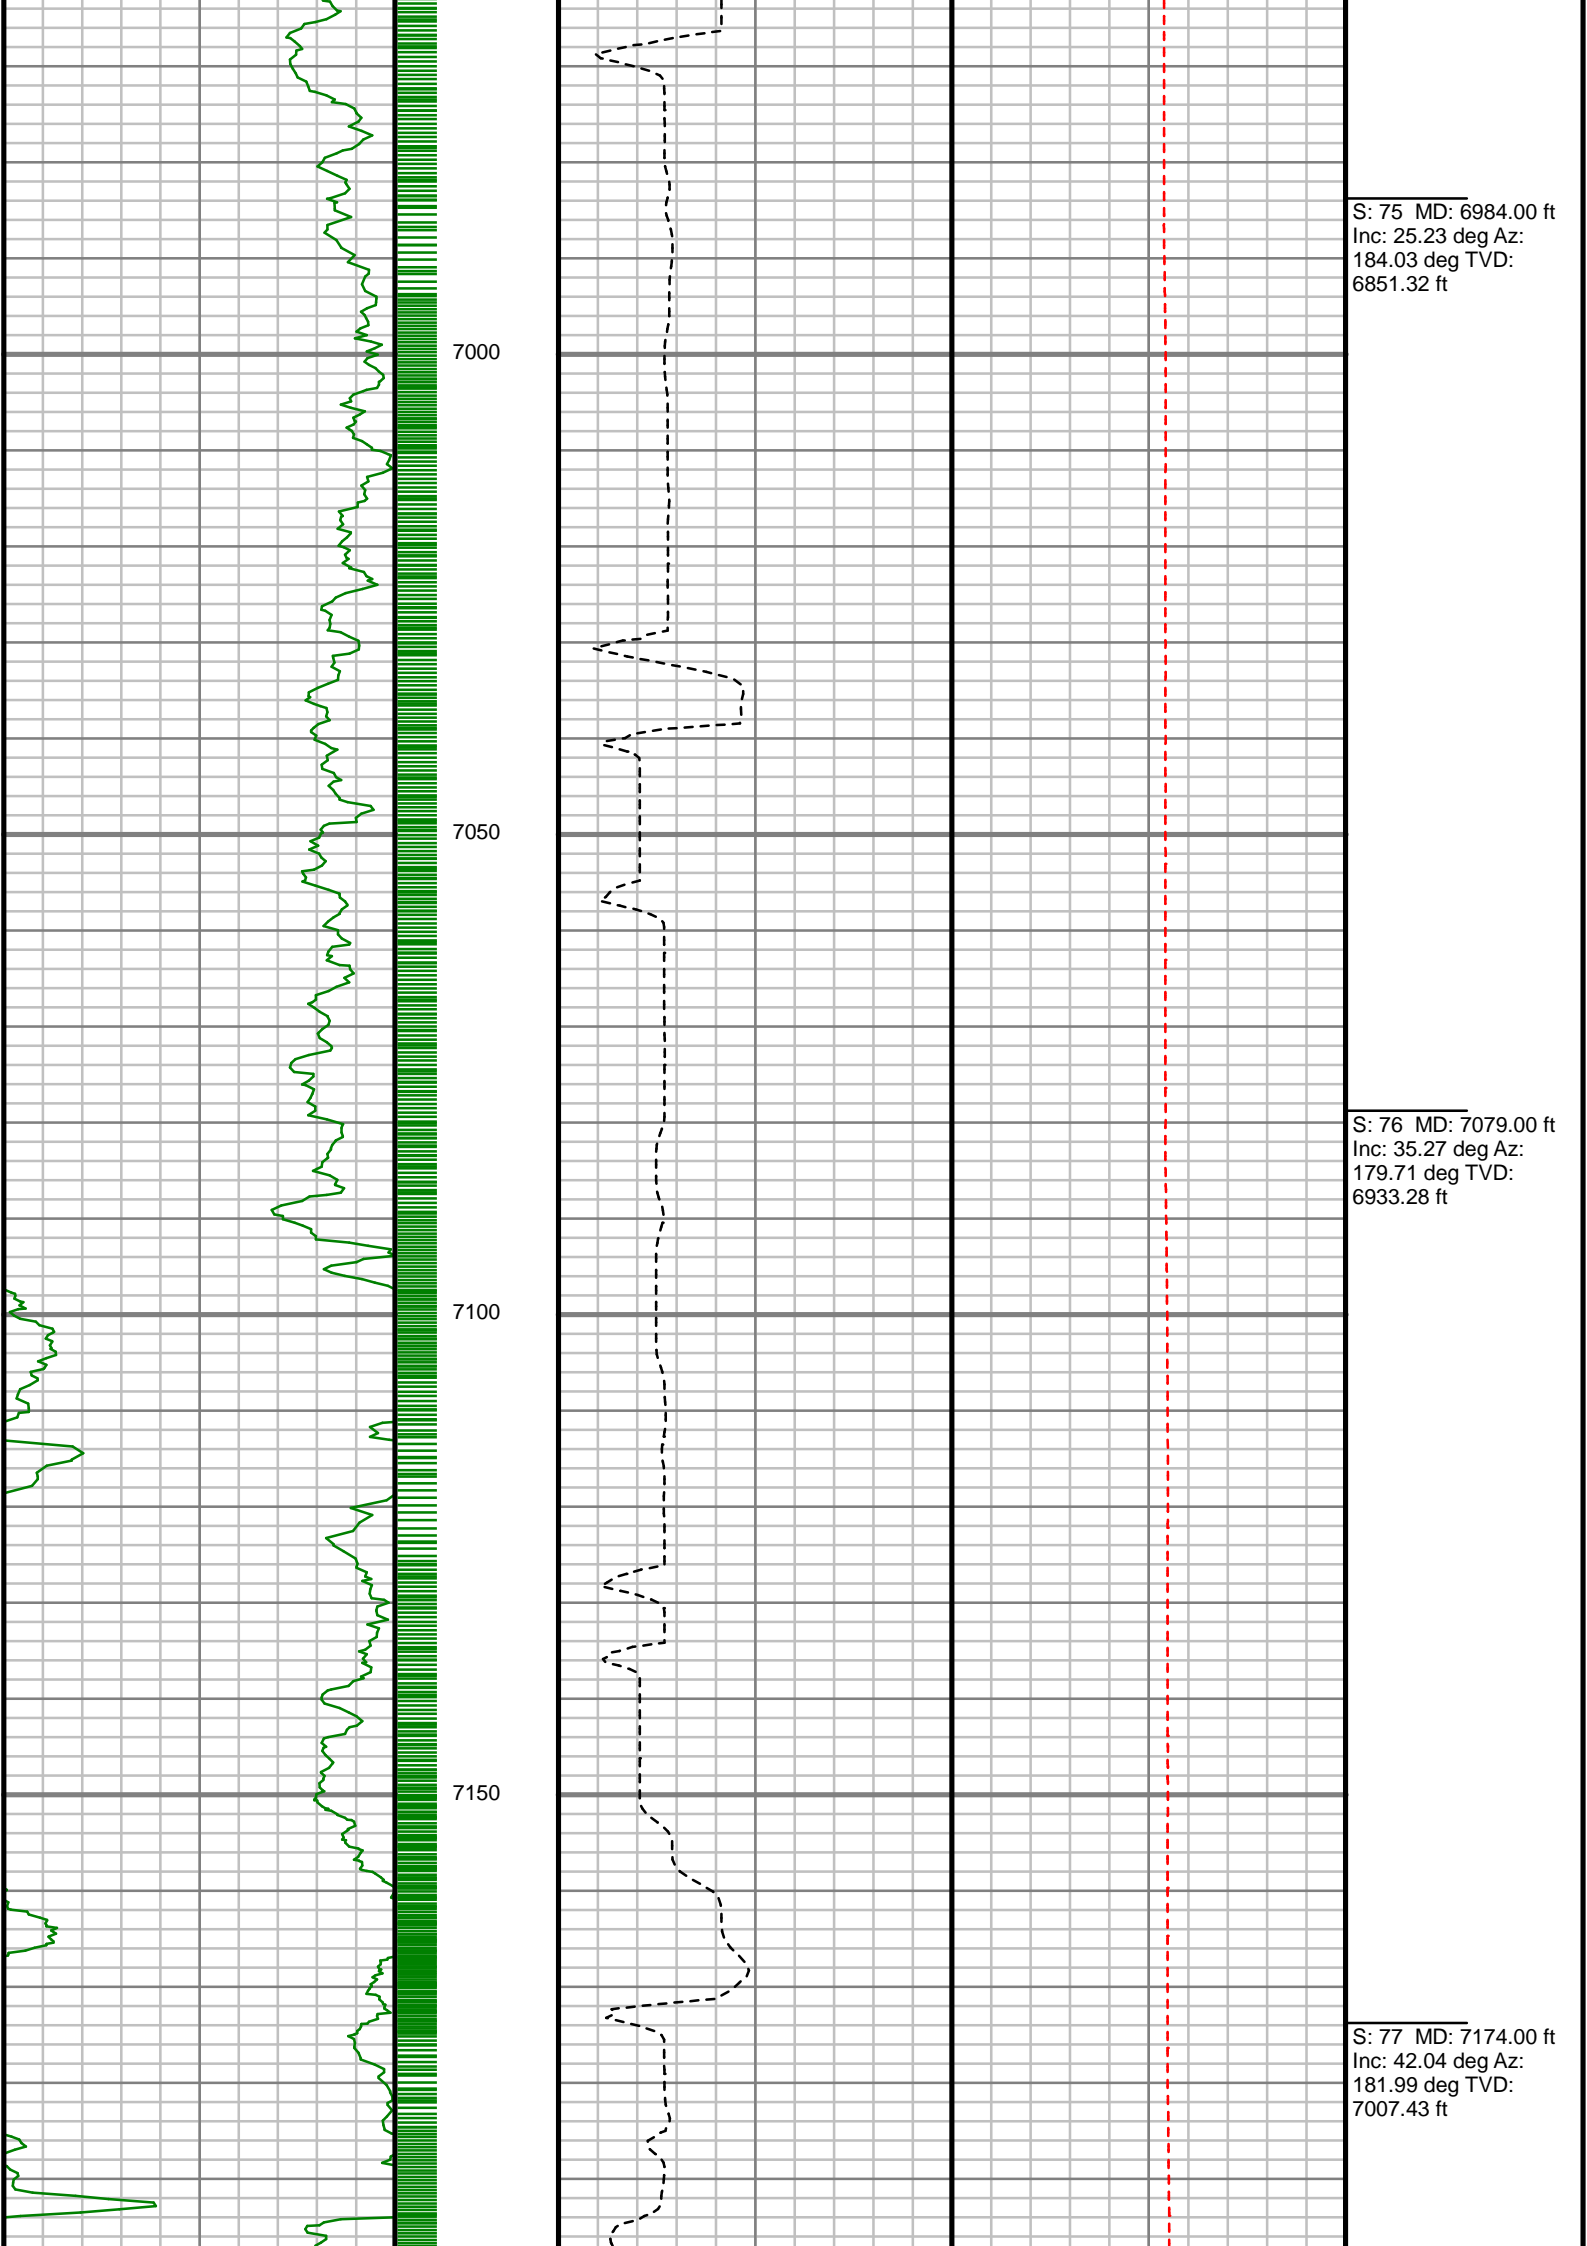 S: 75 MD: 6984.00 ft
Inc: 25.23 deg Az:
184.03 deg TVD:
6851.32 ft
7000
7050
S: 76 MD: 7079.00 ft
Inc: 35.27 deg Az:
179.71 deg TVD:
6933.28 ft
7100
7150
S: 77 MD: 7174.00 ft
Inc: 42.04 deg Az:
181.99 deg TVD:
7007.43 ft